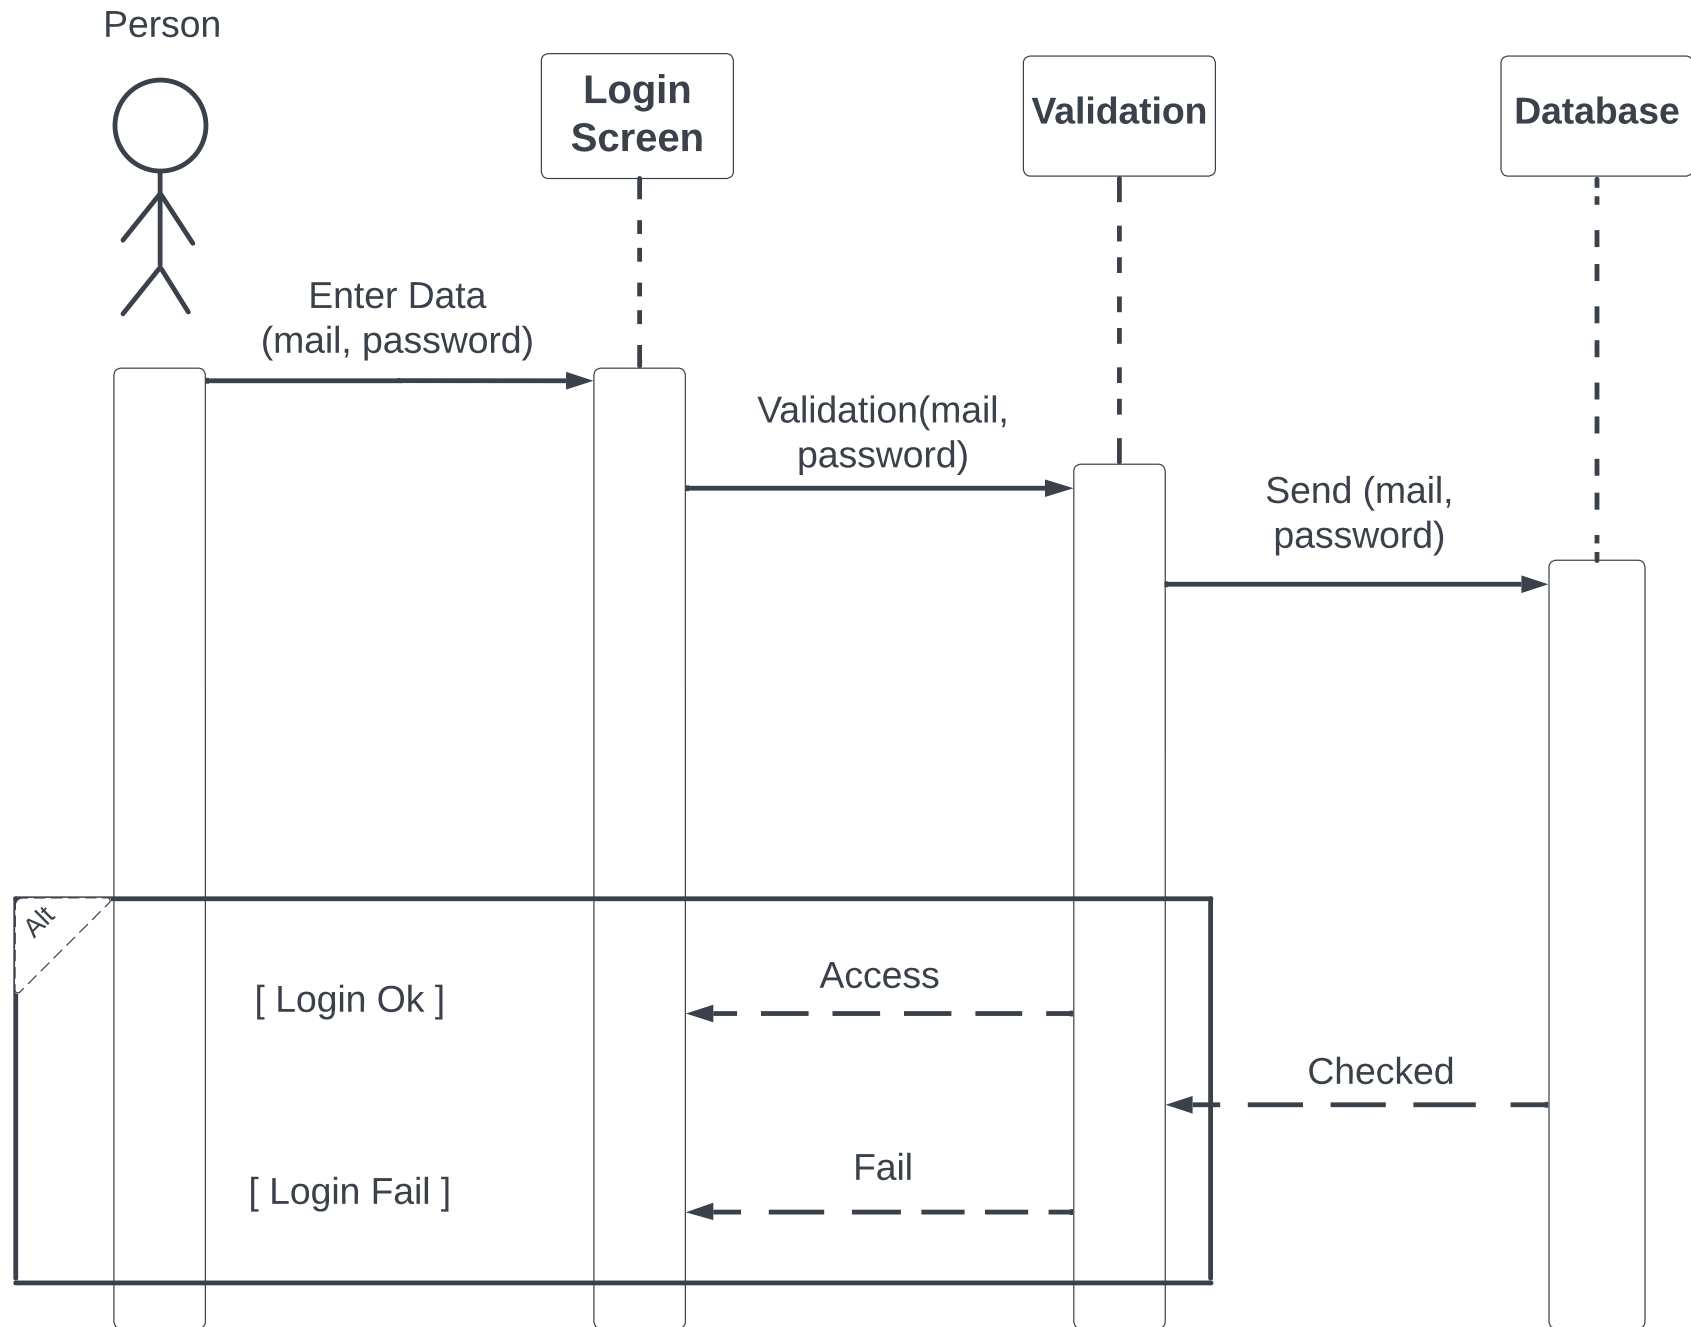 Person
Login
Screen
Validation
Database
Enter Data
(mail, password)
Validation(mail,
password)
Send (mail,
password)
Alt
Access
[ Login Ok ]
Checked
Fail
[ Login Fail ]